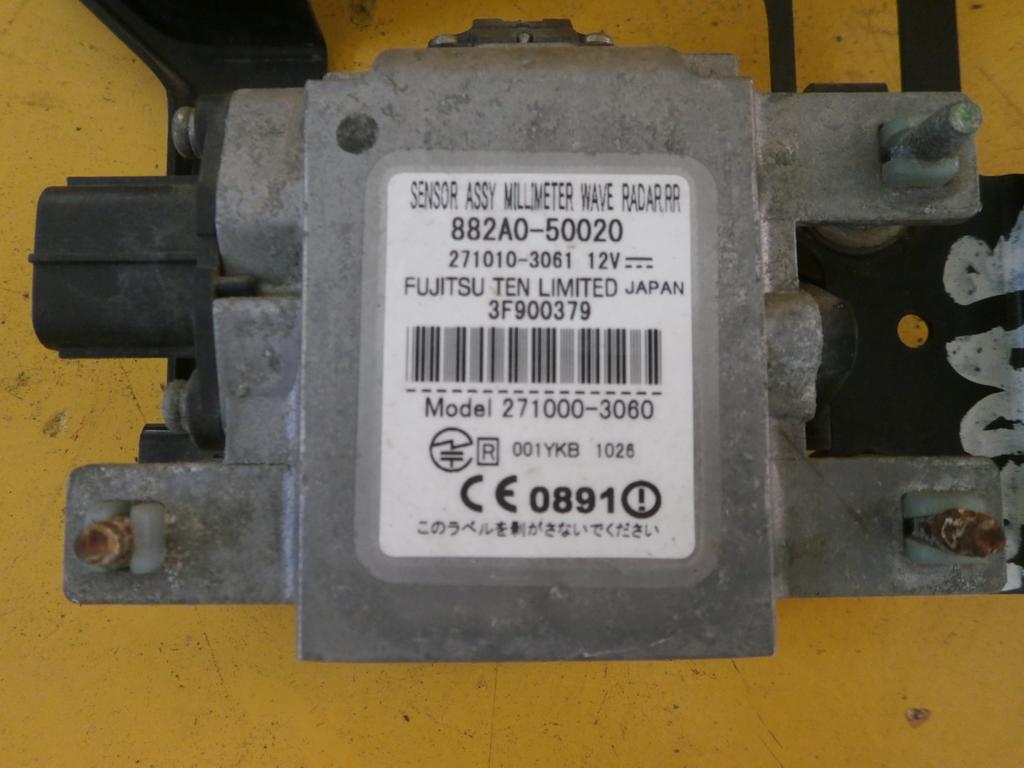 SENSOR ASSY MILLIMETER WAVE RADAR,RR
882A0-50020
271010-3061 12V
FUJITSU TEN LIMITED JAPAN
3F900379
Model 271000-3060
R 001YKB 1026
CE 0891
このラベルを剥がさないでください